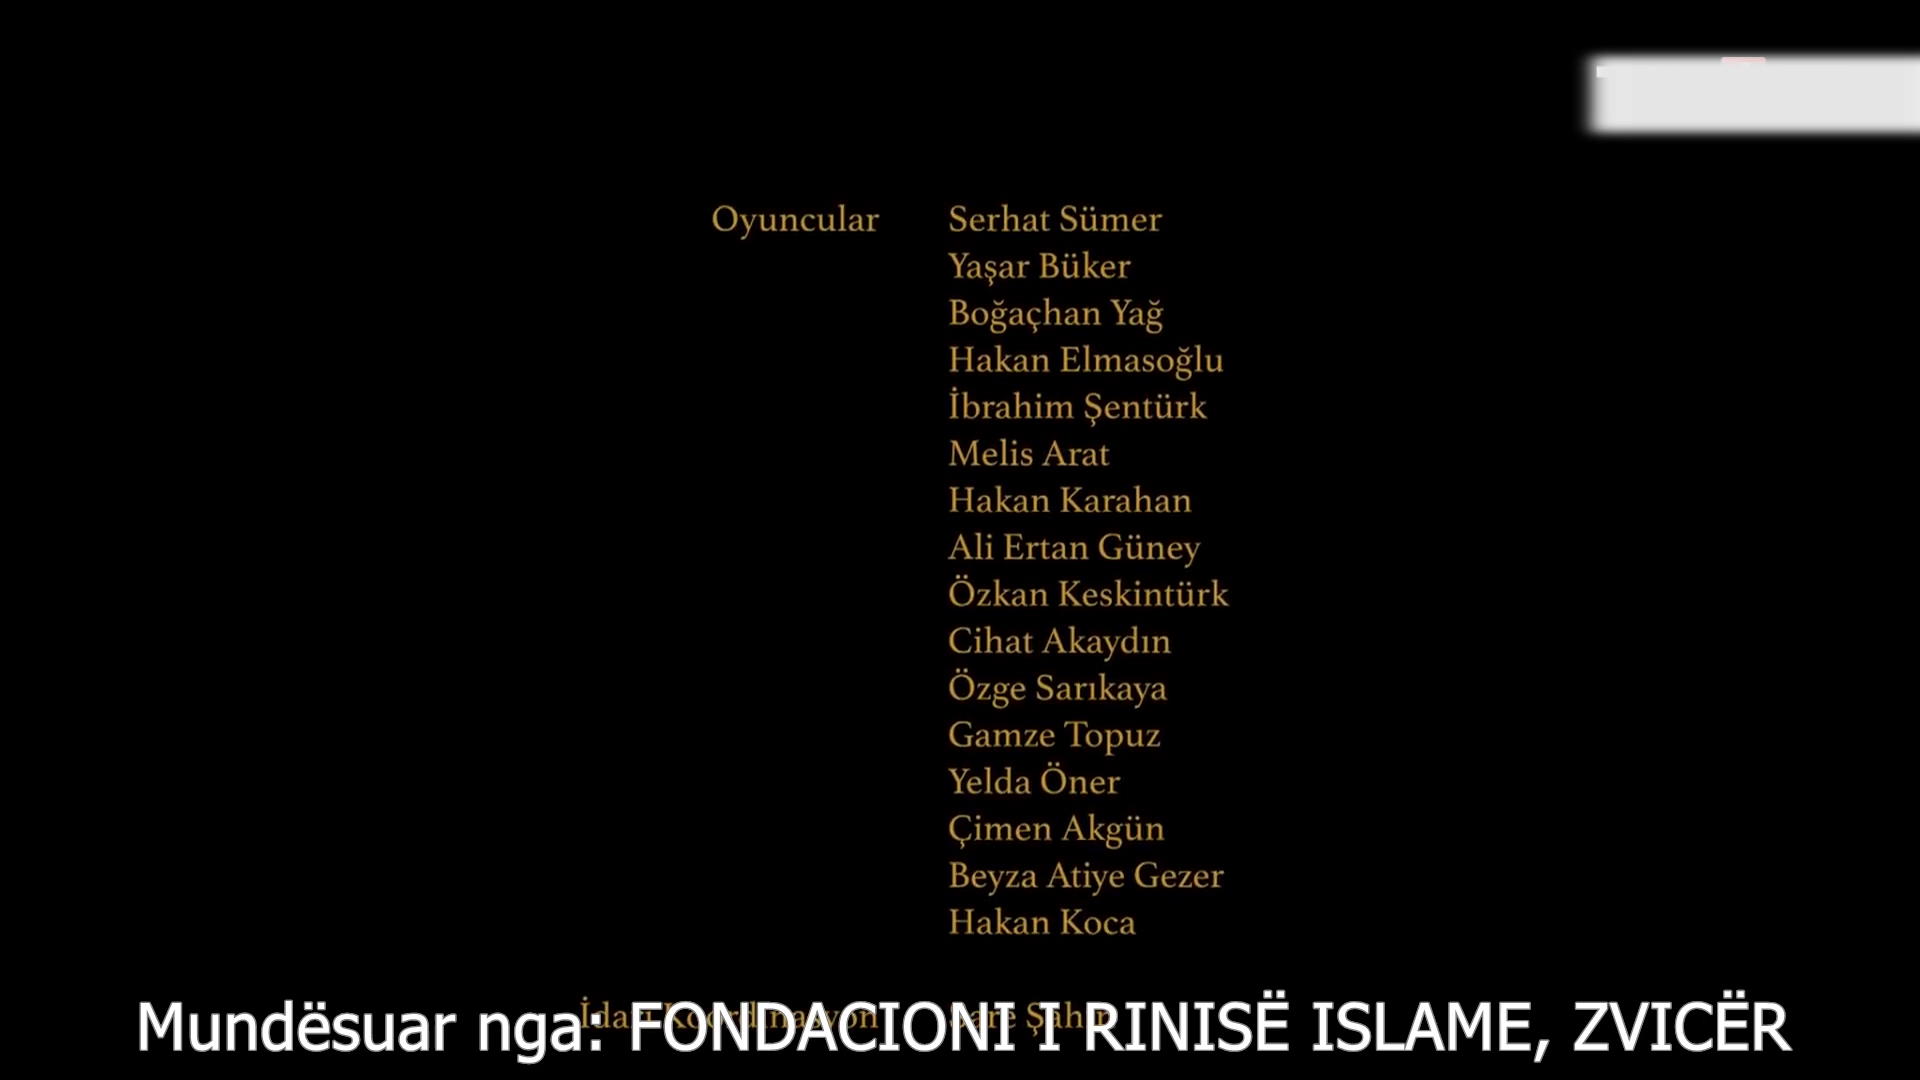 Oyuncular Serhat Sümer
Yaşar Büker
Boğaçhan Yağ
Hakan Elmasoğlu
İbrahim Şentürk
Melis Arat
Hakan Karahan
Ali Ertan Güney
Özkan Keskintürk
Cihat Akaydın
Özge Sarıkaya
Gamze Topuz
Yelda Öner
Çimen Akgün
Beyza Atiye Gezer
Hakan Koca
Mundësuar nga: FONDACIONI I RINISË ISLAME, ZVICËR